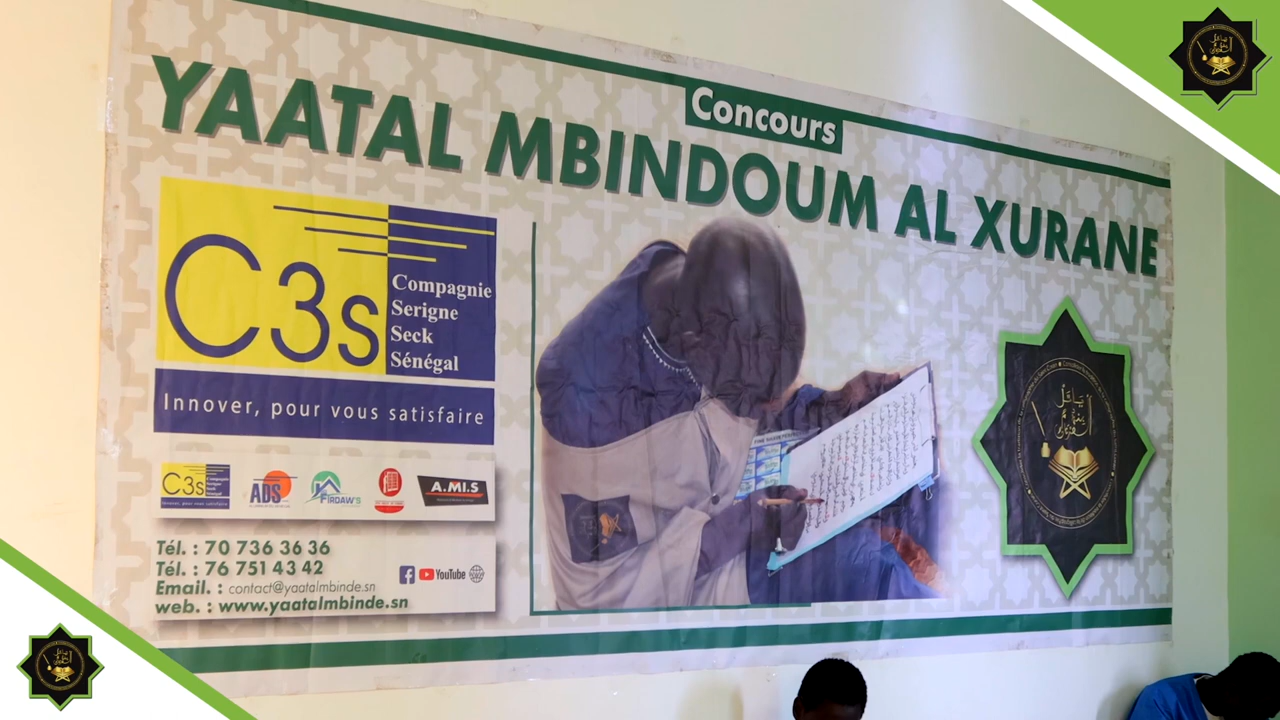 Concours
YAATAL MBINDOUM AL XURANE
C3s
Compagnie
Serigne
Seck
Sénégal
Innover, pour vous satisfaire
C3s
ADS
FIRDAW'S
A.MI.S
Tél. : 70 736 36 36
Tél. : 76 751 43 42
Email. : contact@yaatalmbinde.sn
web. : www.yaatalmbinde.sn
YouTube